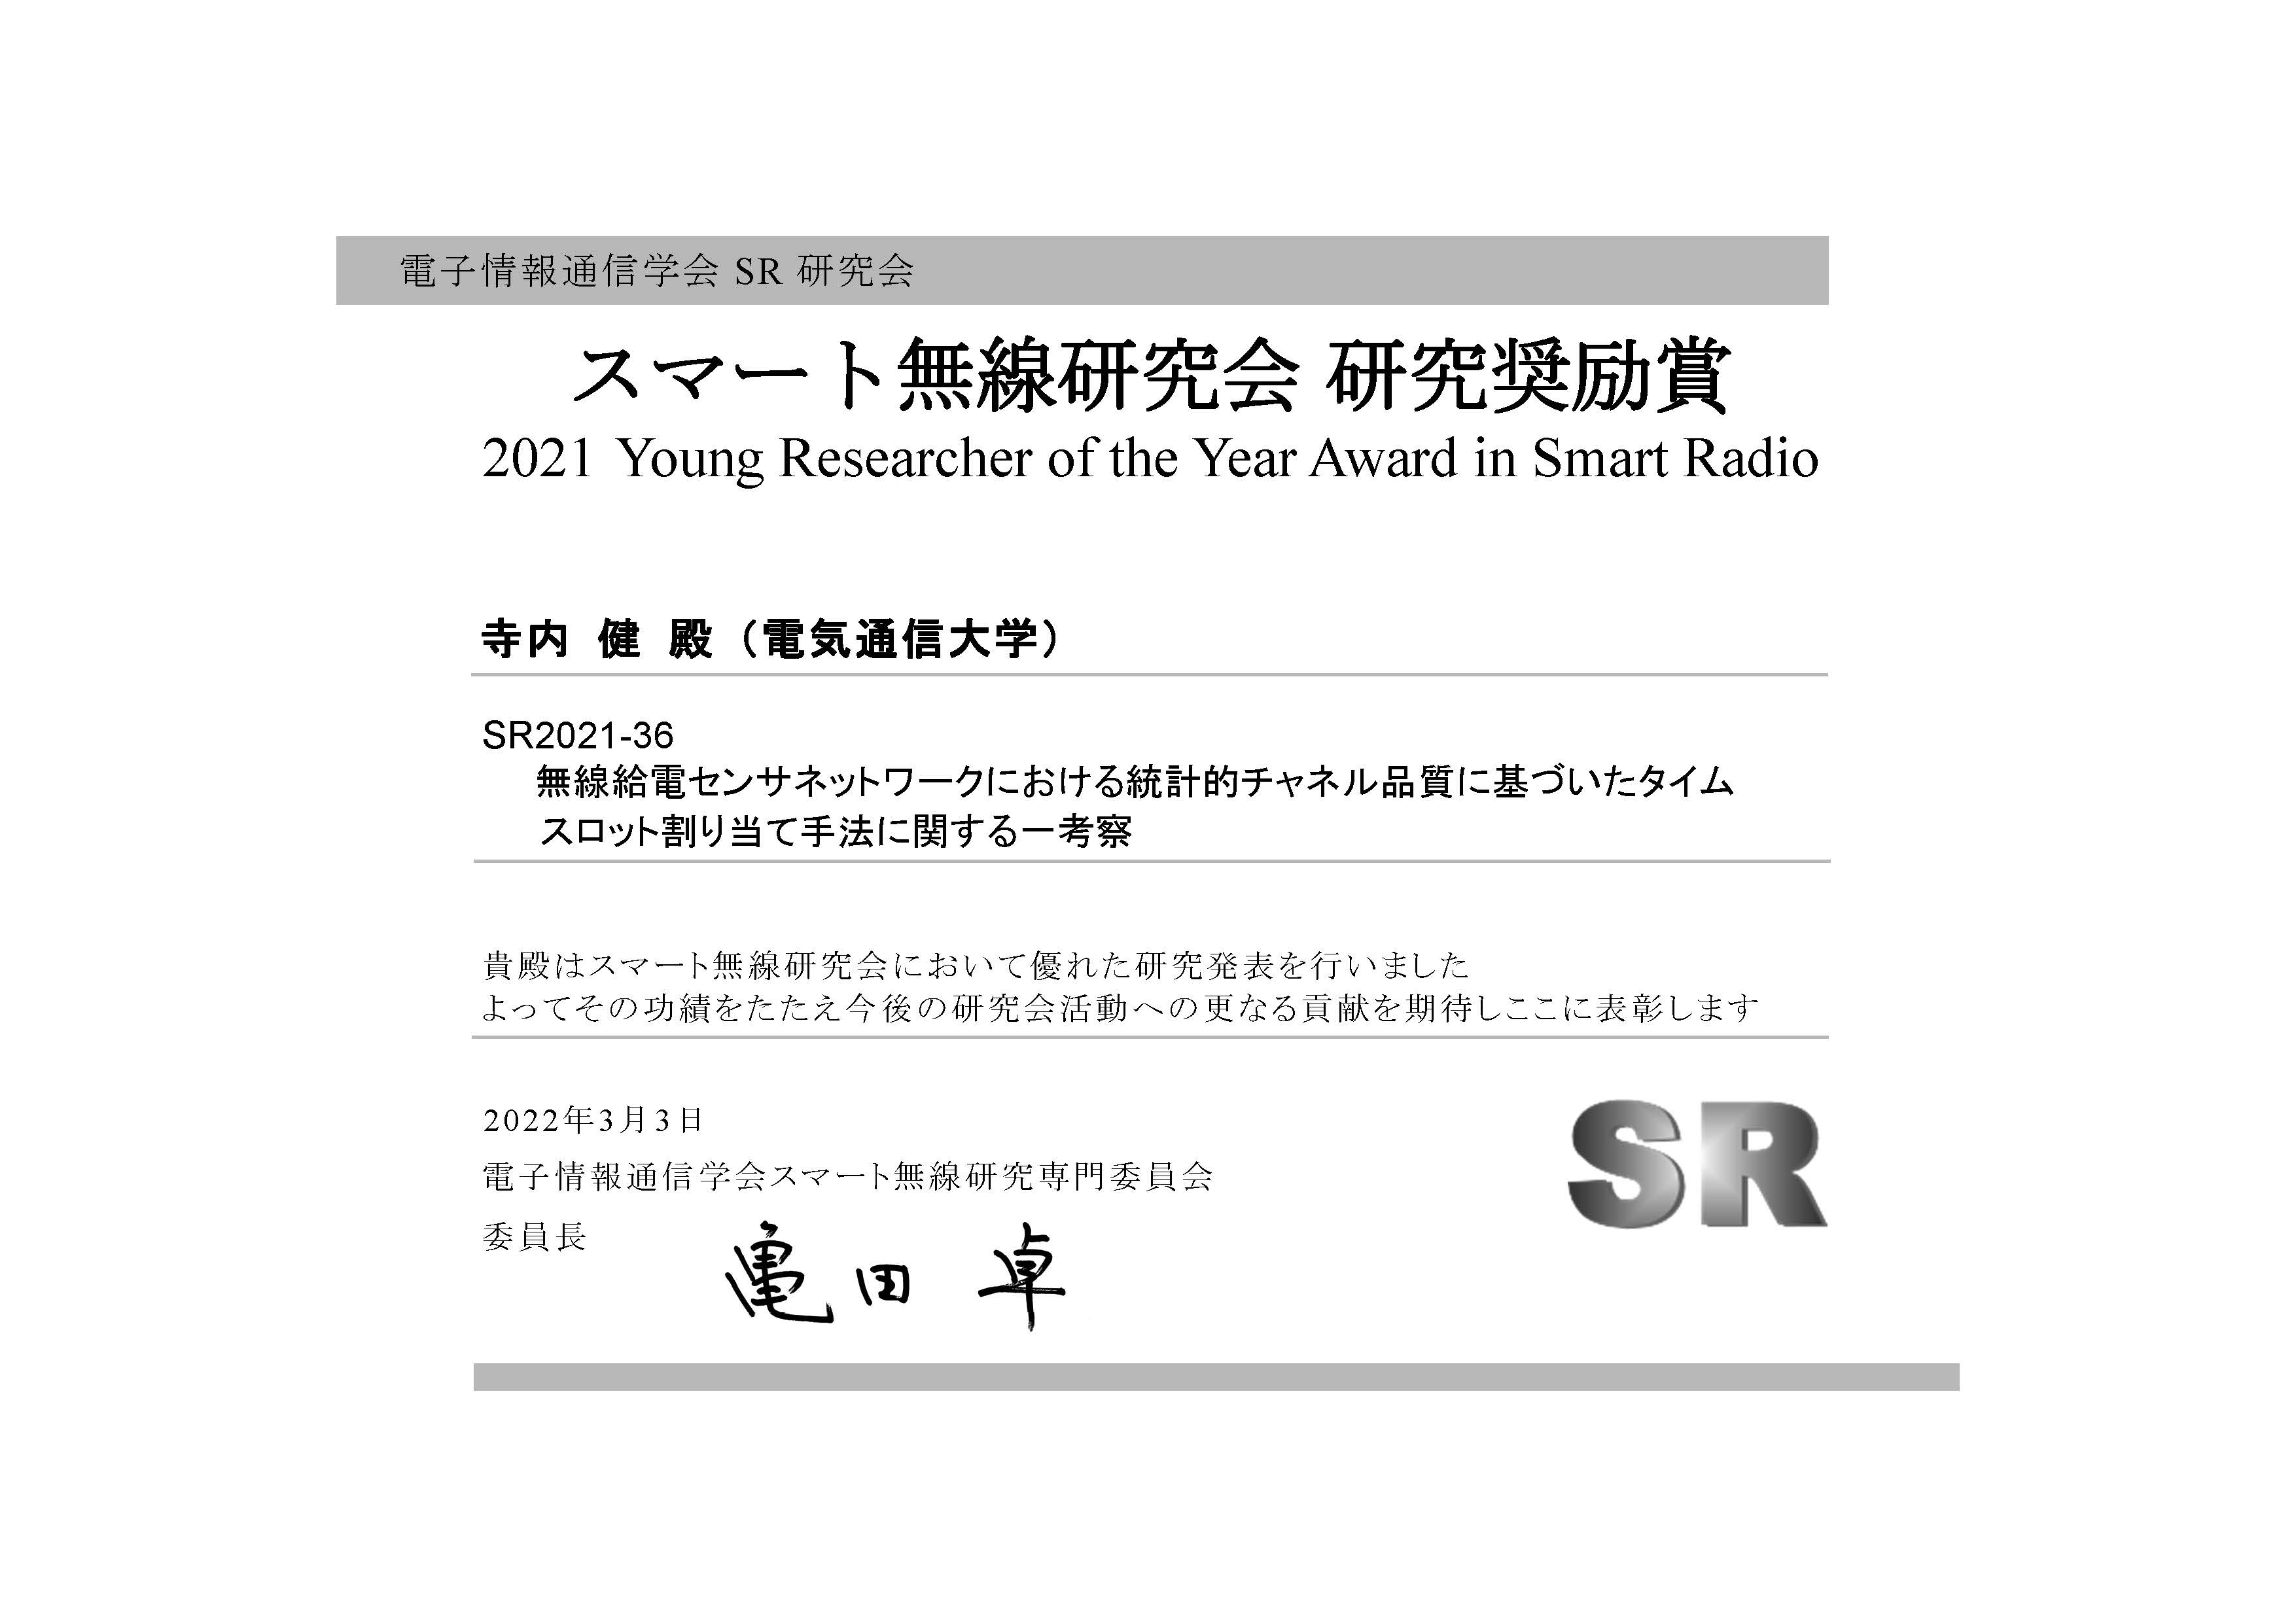 電子情報通信学会 SR 研究会
スマート無線研究会 研究奨励賞
2021 Young Researcher of the Year Award in Smart Radio
寺内 健 殿（電気通信大学）
SR2021-36
無線給電センサネットワークにおける統計的チャネル品質に基づいたタイム
スロット割り当て手法に関する一考察
貴殿はスマート無線研究会において優れた研究発表を行いました
よってその功績をたたえ今後の研究会活動への更なる貢献を期待しここに表彰します
2022年3月3日
電子情報通信学会スマート無線研究専門委員会
委員長 亀田 卓
SR